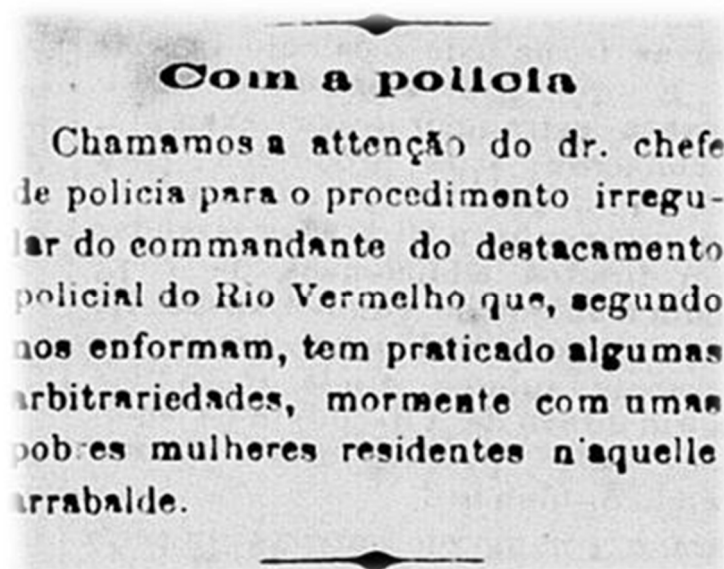 Com a policia
Chamamos a attenção do dr. chefe
de policia para o procedimento irregu-
lar do commandante do destacamento
policial do Rio Vermelho que, segundo
nos enformam, tem praticado algumas
arbitrariedades, mormente com umas
pobres mulheres residentes n'aquelle
arrabalde.